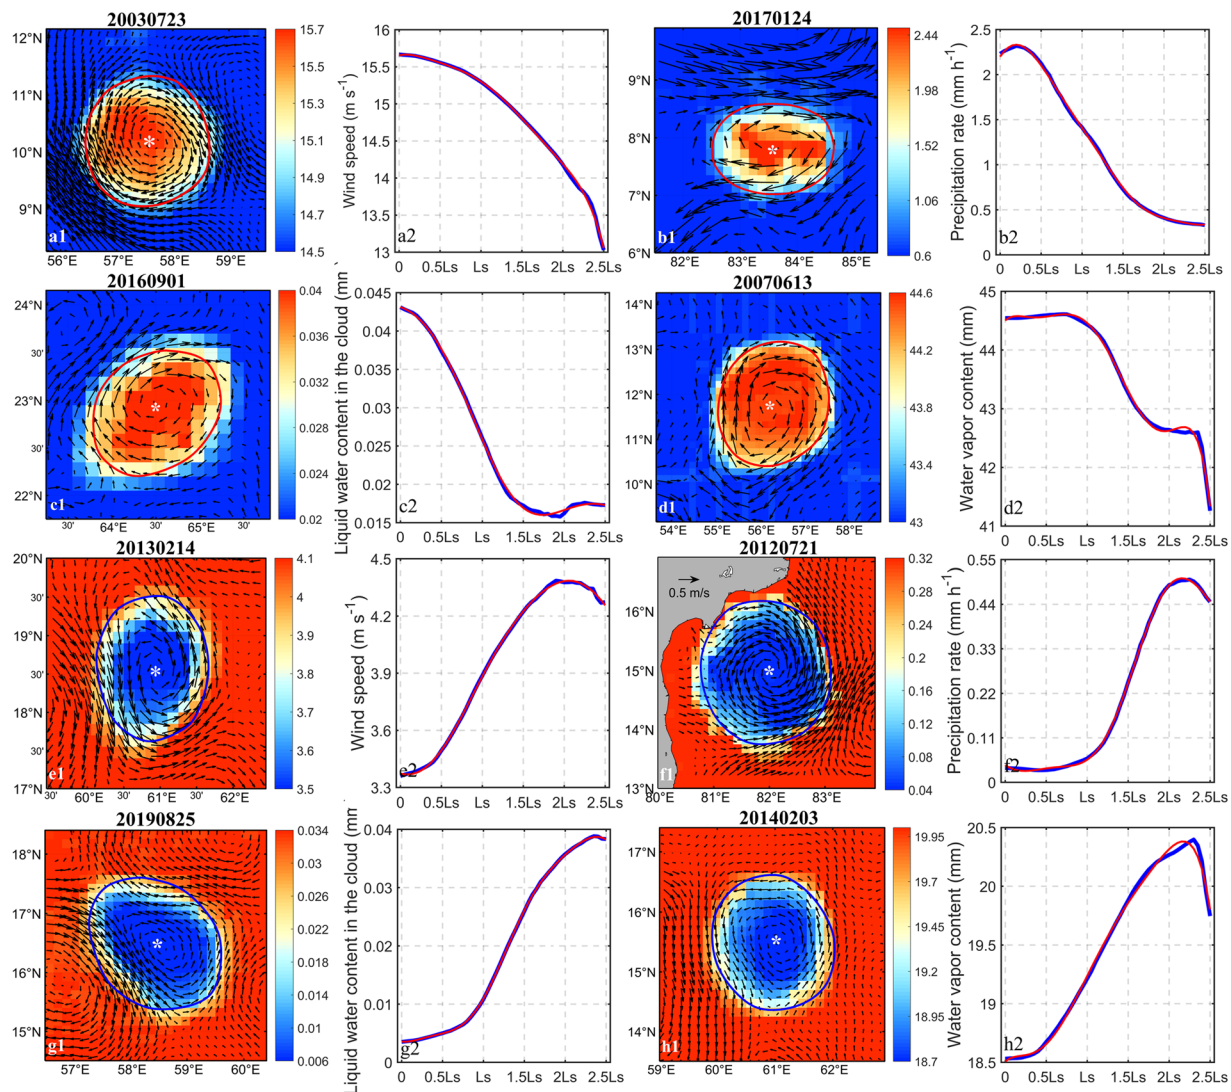 20030723
12°N
11°N
10°N
9°N
a1
56°E 57°E 58°E 59°E
15.7
15.5
15.3
15.1
14.9
14.7
14.5
Wind speed (m s-1)
16
15.5
15
14.5
14
13.5
13
a2
0 0.5Ls Ls 1.5Ls 2Ls 2.5Ls
20170124
9°N
8°N
7°N
6°N
b1
82°E 83°E 84°E 85°E
2.44
1.98
1.52
1.06
0.6
Precipitation rate (mm h-1)
3
2.5
2
1.5
1
0.5
0
b2
0 0.5Ls Ls 1.5Ls 2Ls 2.5Ls
20160901
24°N
30'
23°N
30'
22°N
c1
30' 64°E 30' 65°E 30'
0.04
0.036
0.032
0.028
0.024
0.02
Liquid water content in the cloud (mm
0.045
0.04
0.035
0.03
0.025
0.02
0.015
c2
0 0.5Ls Ls 1.5Ls 2Ls 2.5Ls
20070613
14°N
13°N
12°N
11°N
10°N
d1
54°E 55°E 56°E 57°E 58°E
44.6
44.2
43.8
43.4
43
Water vapor content (mm)
45
44
43
42
41
d2
0 0.5Ls Ls 1.5Ls 2Ls 2.5Ls
20130214
20°N
30'
19°N
30'
18°N
30'
17°N
e1
30' 60°E 30' 61°E 30' 62°E
4.1
4
3.9
3.8
3.7
3.6
3.5
Wind speed (m s-1)
4.5
4.2
3.9
3.6
3.3
e2
0 0.5Ls Ls 1.5Ls 2Ls 2.5Ls
20120721
0.5 m/s
16°N
15°N
14°N
13°N
f1
80°E 81°E 82°E 83°E
0.32
0.28
0.24
0.2
0.16
0.12
0.08
0.04
Precipitation rate (mm h-1)
0.55
0.44
0.33
0.22
0.11
0
f2
0 0.5Ls Ls 1.5Ls 2Ls 2.5Ls
20190825
18°N
17°N
16°N
15°N
g1
57°E 58°E 59°E 60°E
0.034
0.03
0.026
0.022
0.018
0.014
0.01
0.006
Liquid water content in the cloud (mm
0.04
0.03
0.02
0.01
0
g2
0 0.5Ls Ls 1.5Ls 2Ls 2.5Ls
20140203
17°N
16°N
15°N
14°N
h1
59°E 60°E 61°E 62°E
19.95
19.7
19.45
19.2
18.95
18.7
Water vapor content (mm)
20.5
20
19.5
19
18.5
h2
0 0.5Ls Ls 1.5Ls 2Ls 2.5Ls